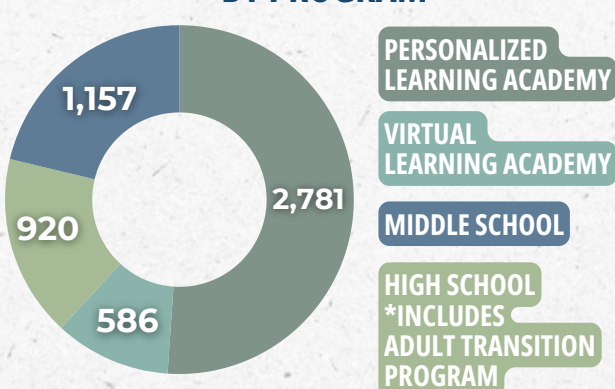 1,157
2,781
920
586
PERSONALIZED
LEARNING ACADEMY
VIRTUAL
LEARNING ACADEMY
MIDDLE SCHOOL
HIGH SCHOOL
*INCLUDES
ADULT TRANSITION
PROGRAM